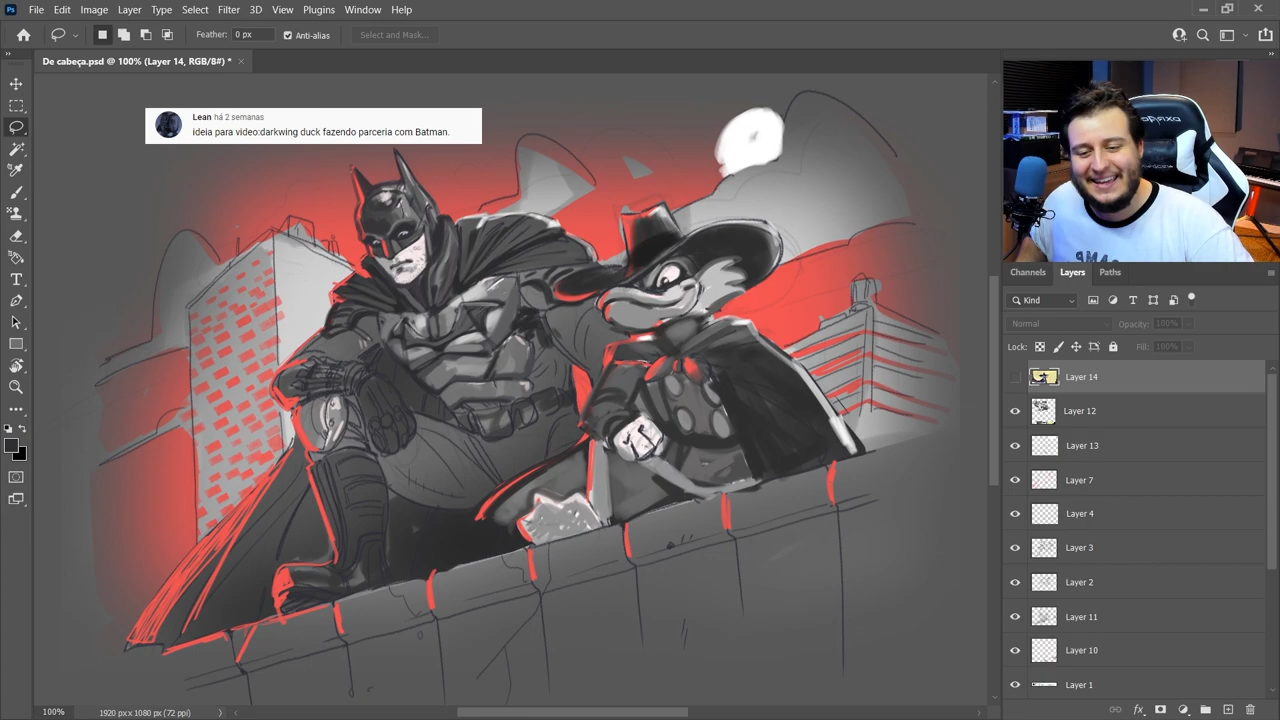 File Edit Image Layer Type Select Filter 3D View Plugins Window Help
Feather: 0 px Anti-alias Select and Mask...
De cabeça.psd @ 100% (Layer 14, RGB/8#) *
Lean há 2 semanas
ideia para video:darkwing duck fazendo parceria com Batman.
Channels Layers Paths
Kind
Normal Opacity: 100%
Lock: Fill: 100%
Layer 14
Layer 12
Layer 13
Layer 7
Layer 4
Layer 3
Layer 2
Layer 11
Layer 10
Layer 1
100% 1920 px x 1080 px (72 ppi)